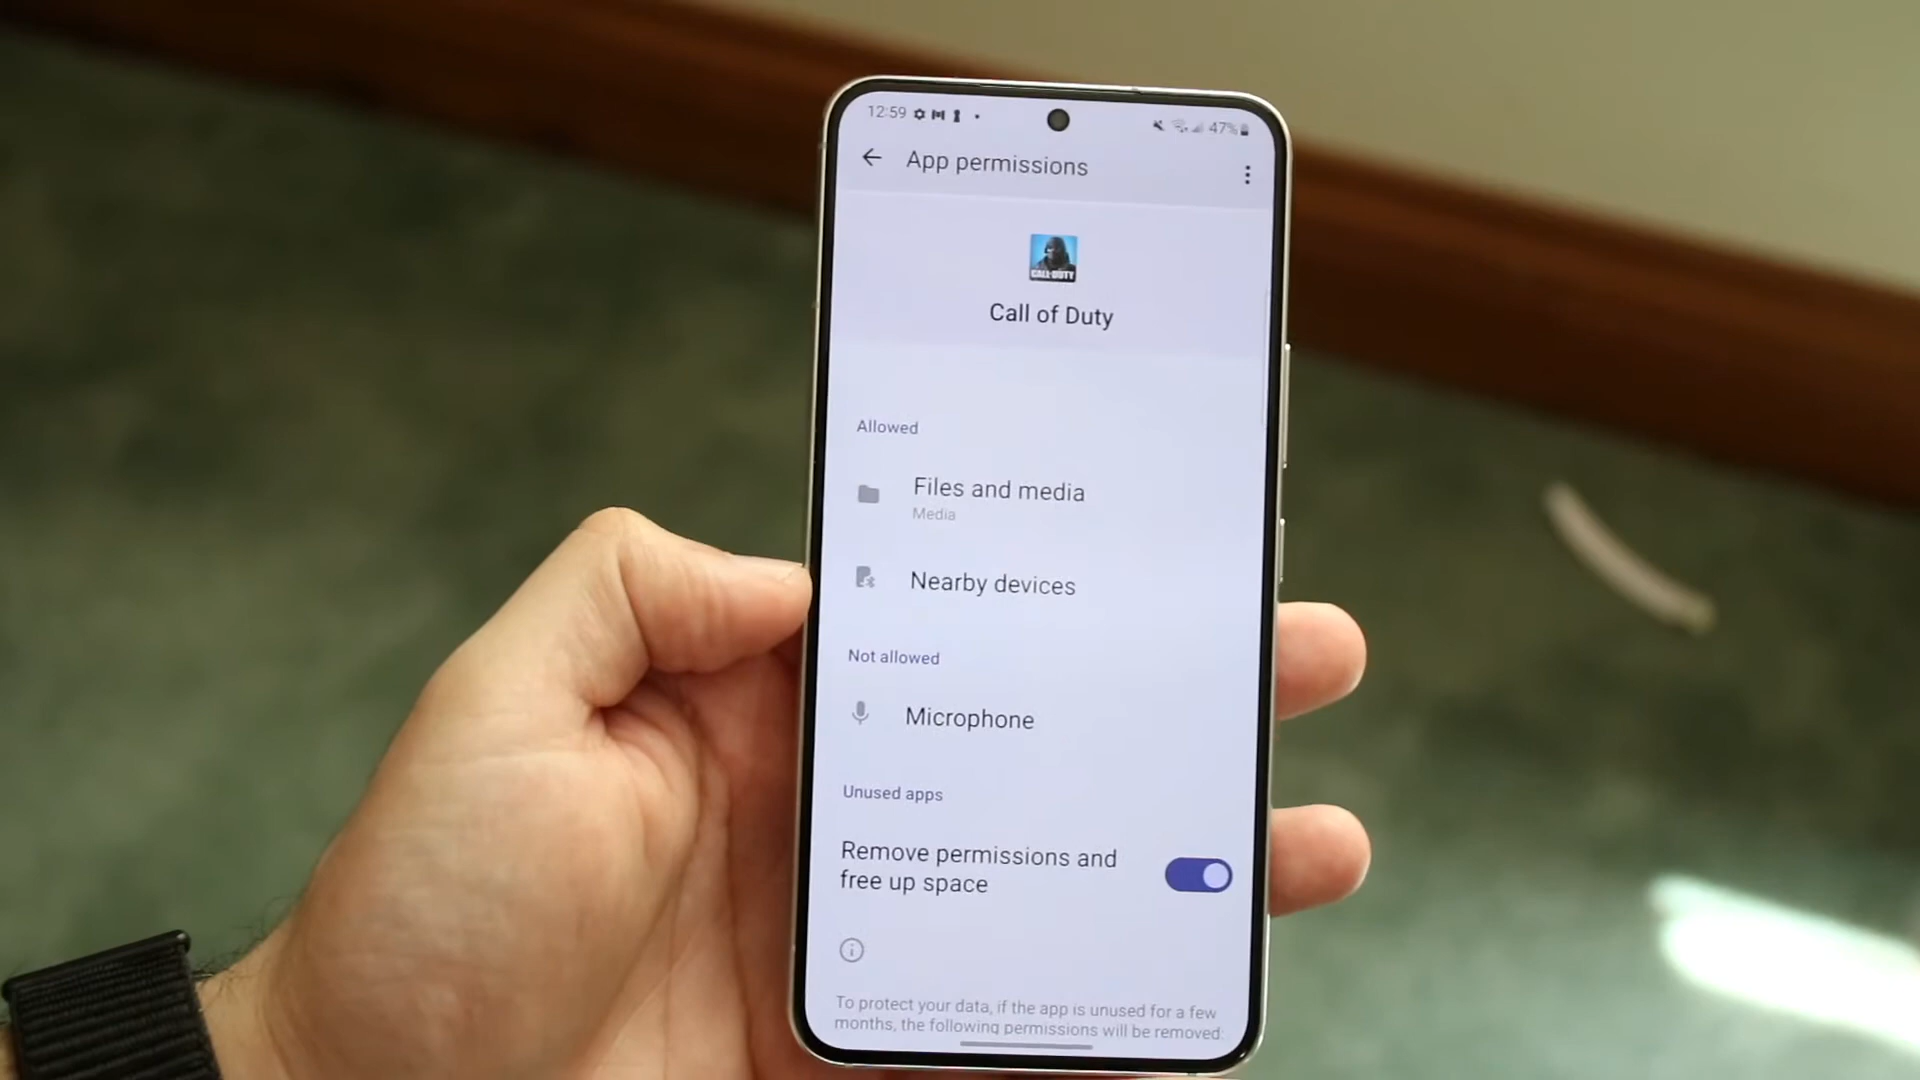 12:59
47%
App permissions
CALL DUTY
Call of Duty
Allowed
Files and media
Media
Nearby devices
Not allowed
Microphone
Unused apps
Remove permissions and
free up space
To protect your data, if the app is unused for a few
months, the following permissions will be removed: